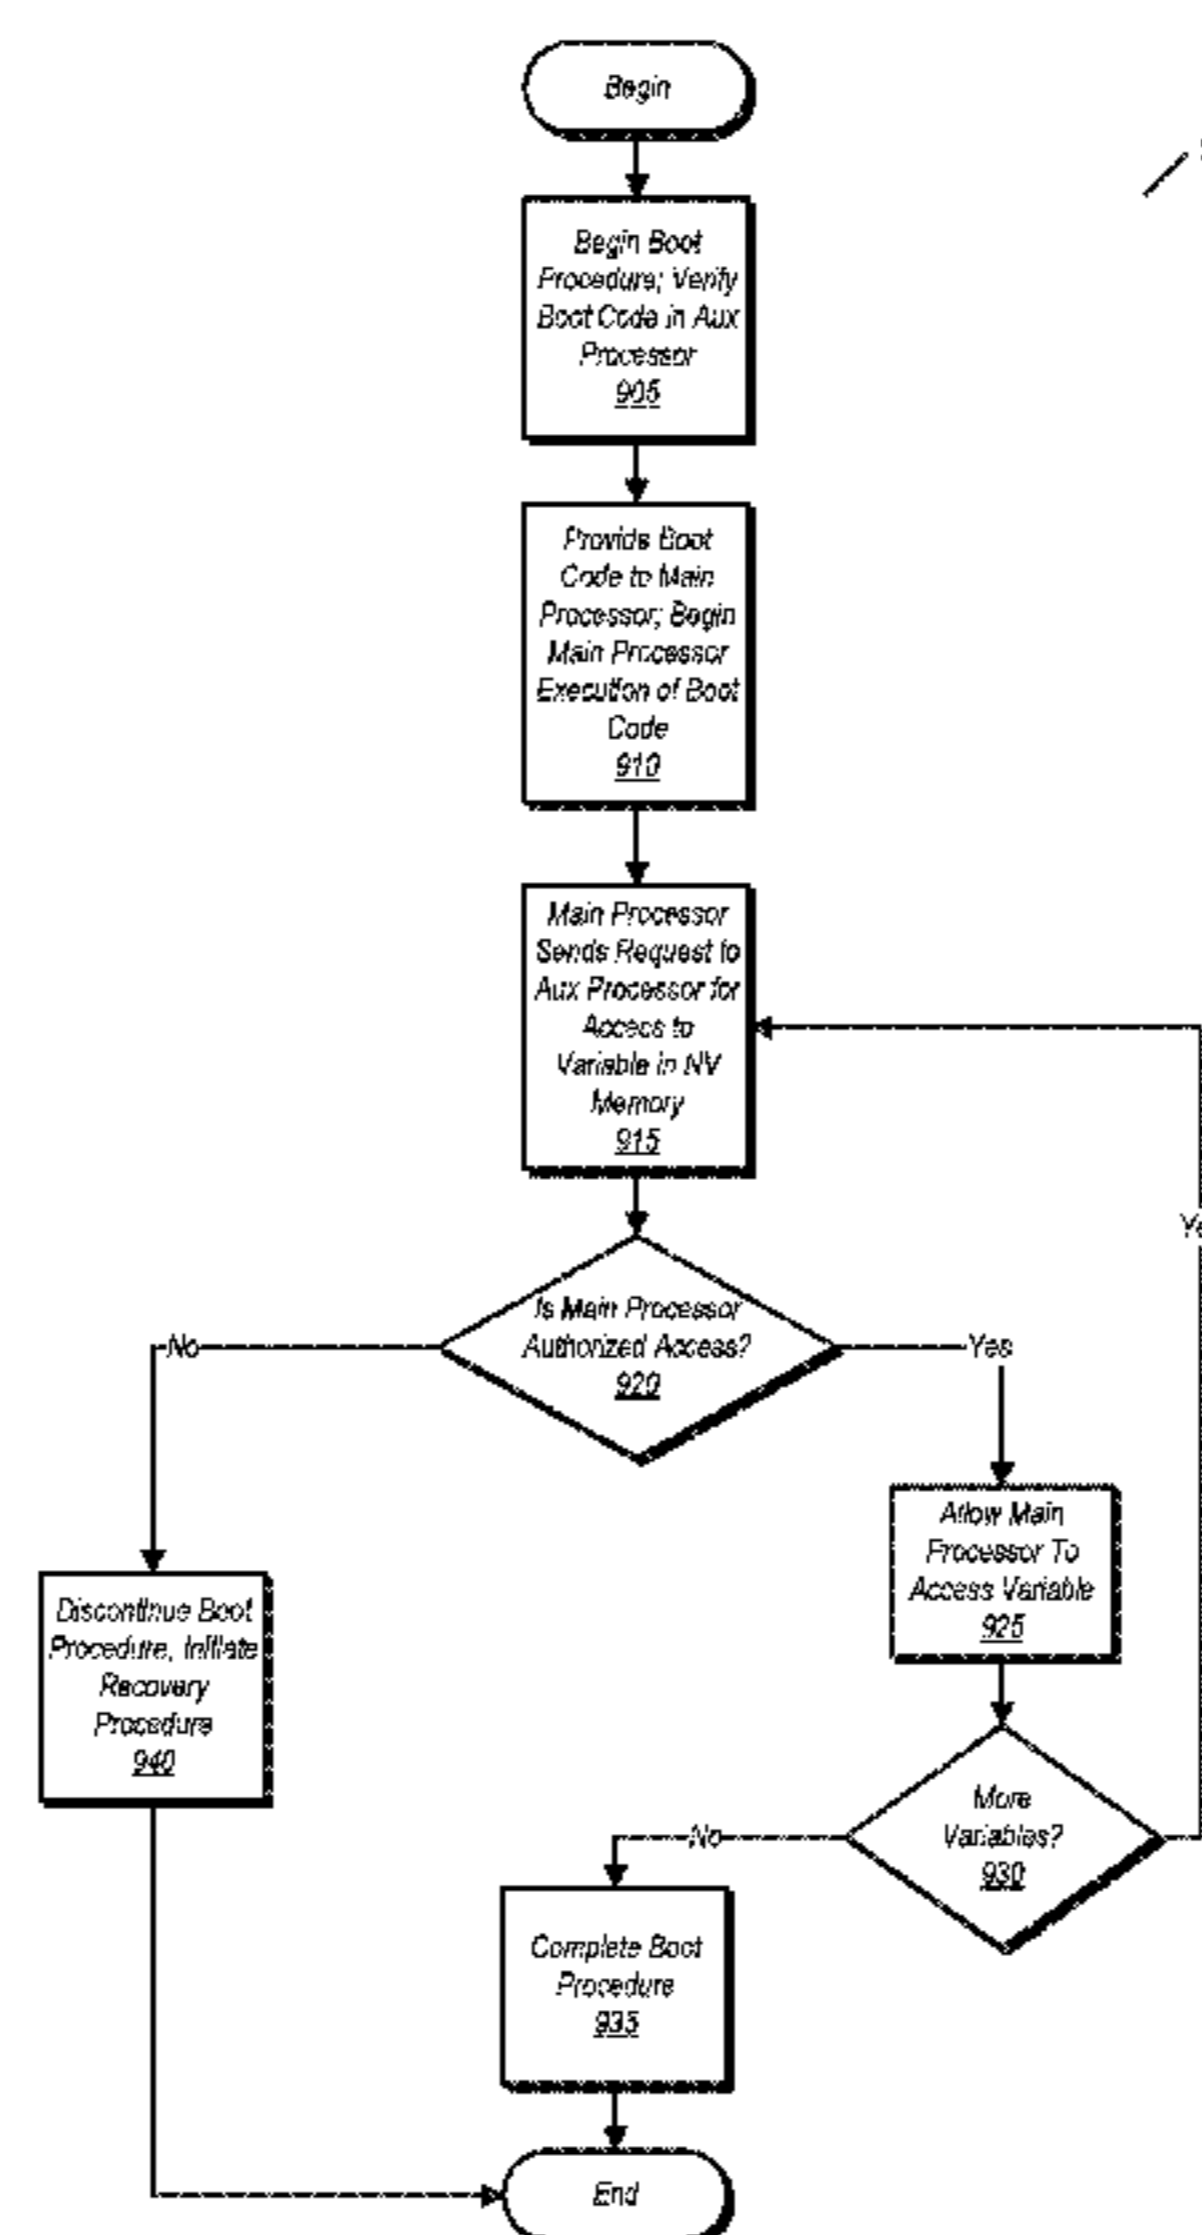 Begin
Begin Boot
Procedure; Verify
Boot Code in Aux
Processor
905
Provide Boot
Code to Main
Processor; Begin
Main Processor
Execution of Boot
Code
910
Main Processor
Sends Request to
Aux Processor for
Access to
Variable in NV
Memory
915
Is Main Processor
Authorized Access?
920
No
Yes
Allow Main
Processor To
Access Variable
925
Discontinue Boot
Procedure, Initiate
Recovery
Procedure
940
More
Variables?
930
No
Complete Boot
Procedure
935
End